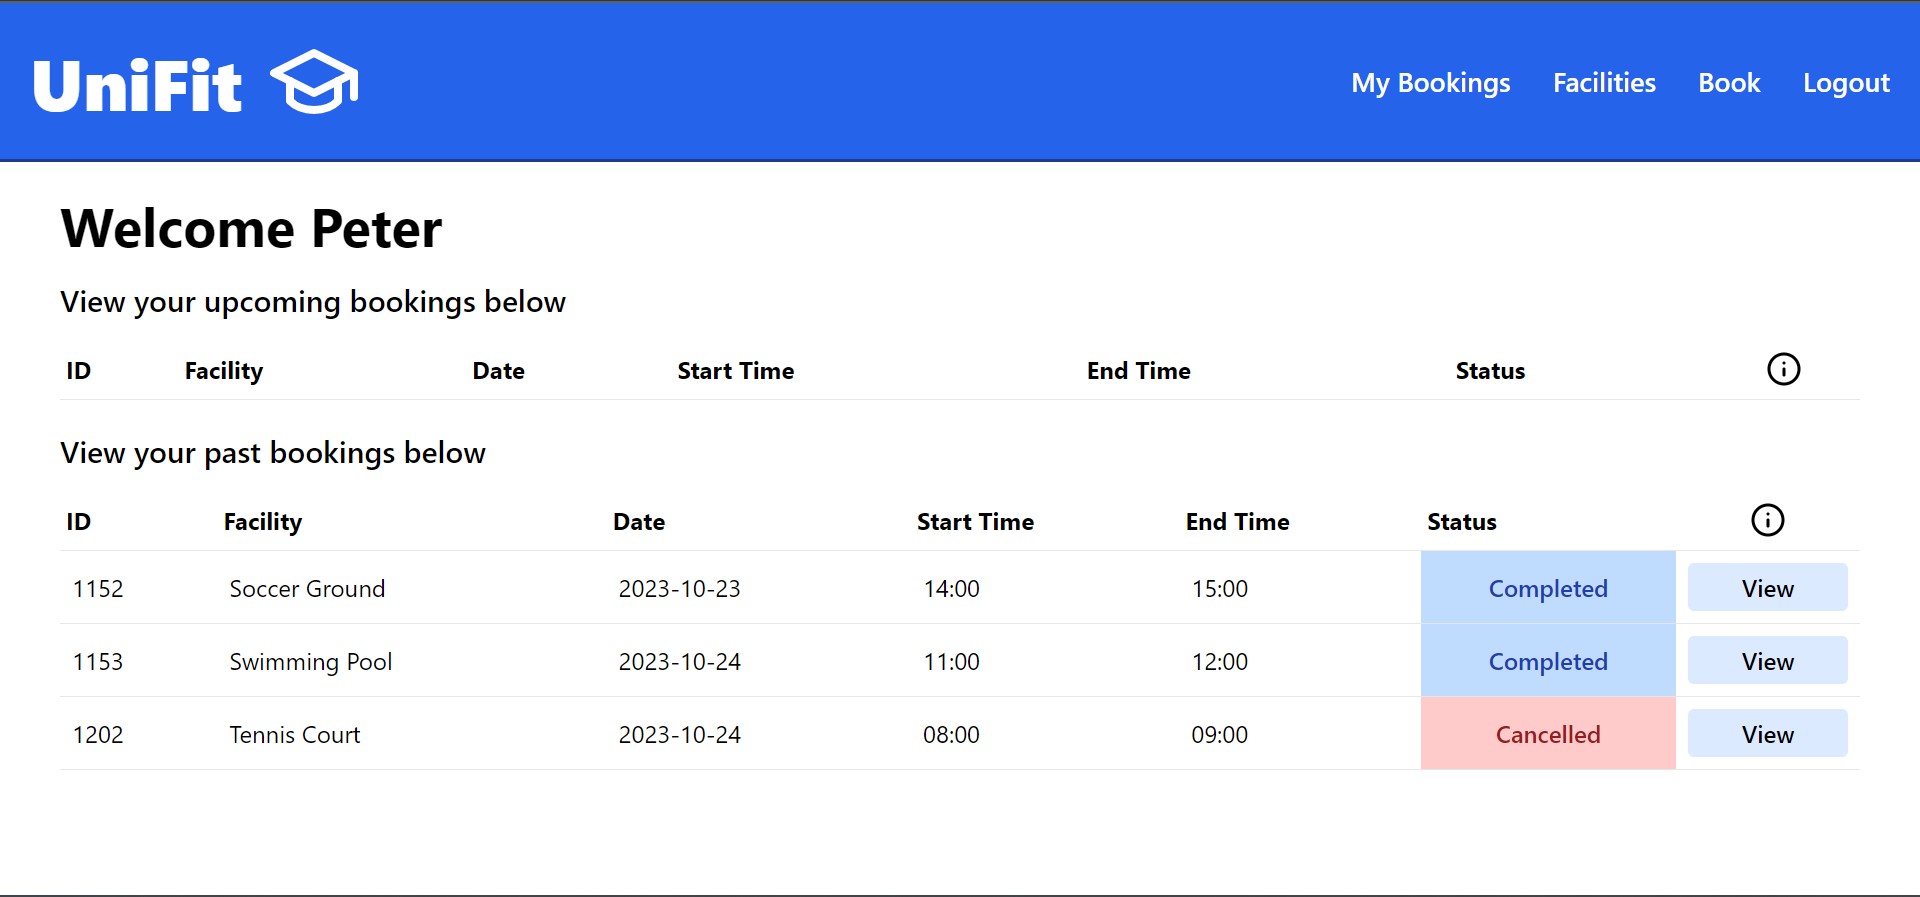 UniFit
My Bookings Facilities Book Logout
Welcome Peter
View your upcoming bookings below
ID Facility Date Start Time End Time Status
View your past bookings below
ID Facility Date Start Time End Time Status
1152 Soccer Ground 2023-10-23 14:00 15:00 Completed View
1153 Swimming Pool 2023-10-24 11:00 12:00 Completed View
1202 Tennis Court 2023-10-24 08:00 09:00 Cancelled View